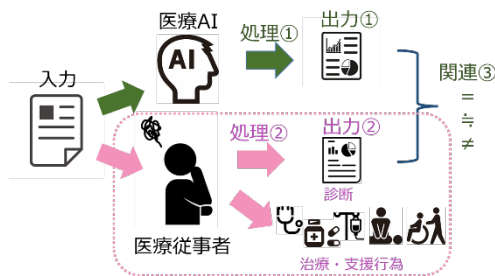 医療AI
処理①
出力①
入力
AI
関連③
=
≒
≠
処理②
出力②
診断
医療従事者
治療・支援行為